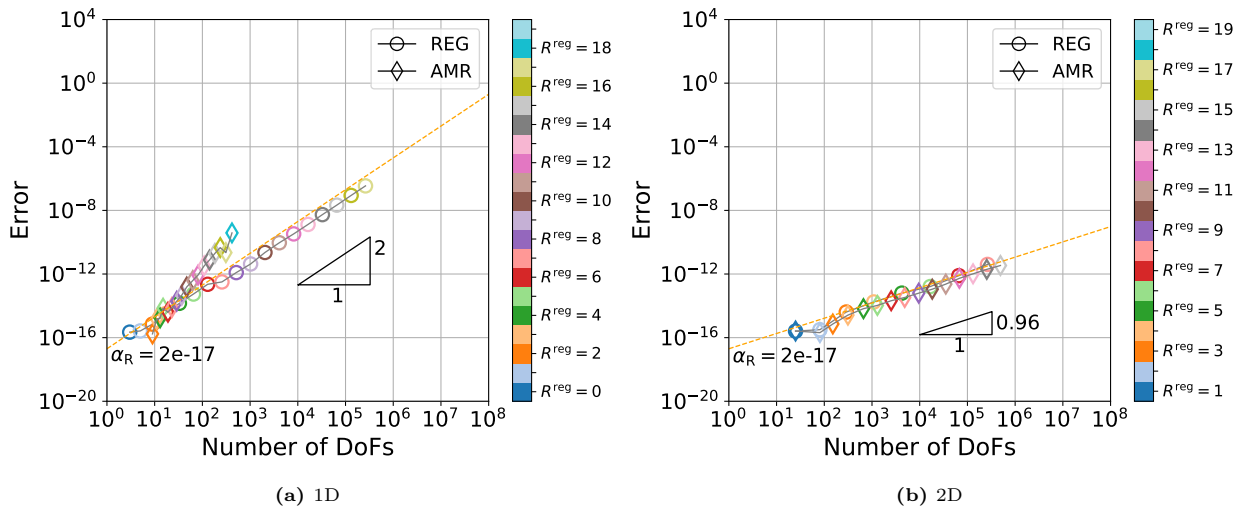 10^4
10^0
10^-4
10^-8
10^-12
10^-16
10^-20
Error
REG
AMR
2
1
α_R = 2e-17
10^0 10^1 10^2 10^3 10^4 10^5 10^6 10^7 10^8
Number of DoFs
R^reg = 18
R^reg = 16
R^reg = 14
R^reg = 12
R^reg = 10
R^reg = 8
R^reg = 6
R^reg = 4
R^reg = 2
R^reg = 0
(a) 1D
10^4
10^0
10^-4
10^-8
10^-12
10^-16
10^-20
Error
REG
AMR
0.96
1
α_R = 2e-17
10^0 10^1 10^2 10^3 10^4 10^5 10^6 10^7 10^8
Number of DoFs
R^reg = 19
R^reg = 17
R^reg = 15
R^reg = 13
R^reg = 11
R^reg = 9
R^reg = 7
R^reg = 5
R^reg = 3
R^reg = 1
(b) 2D